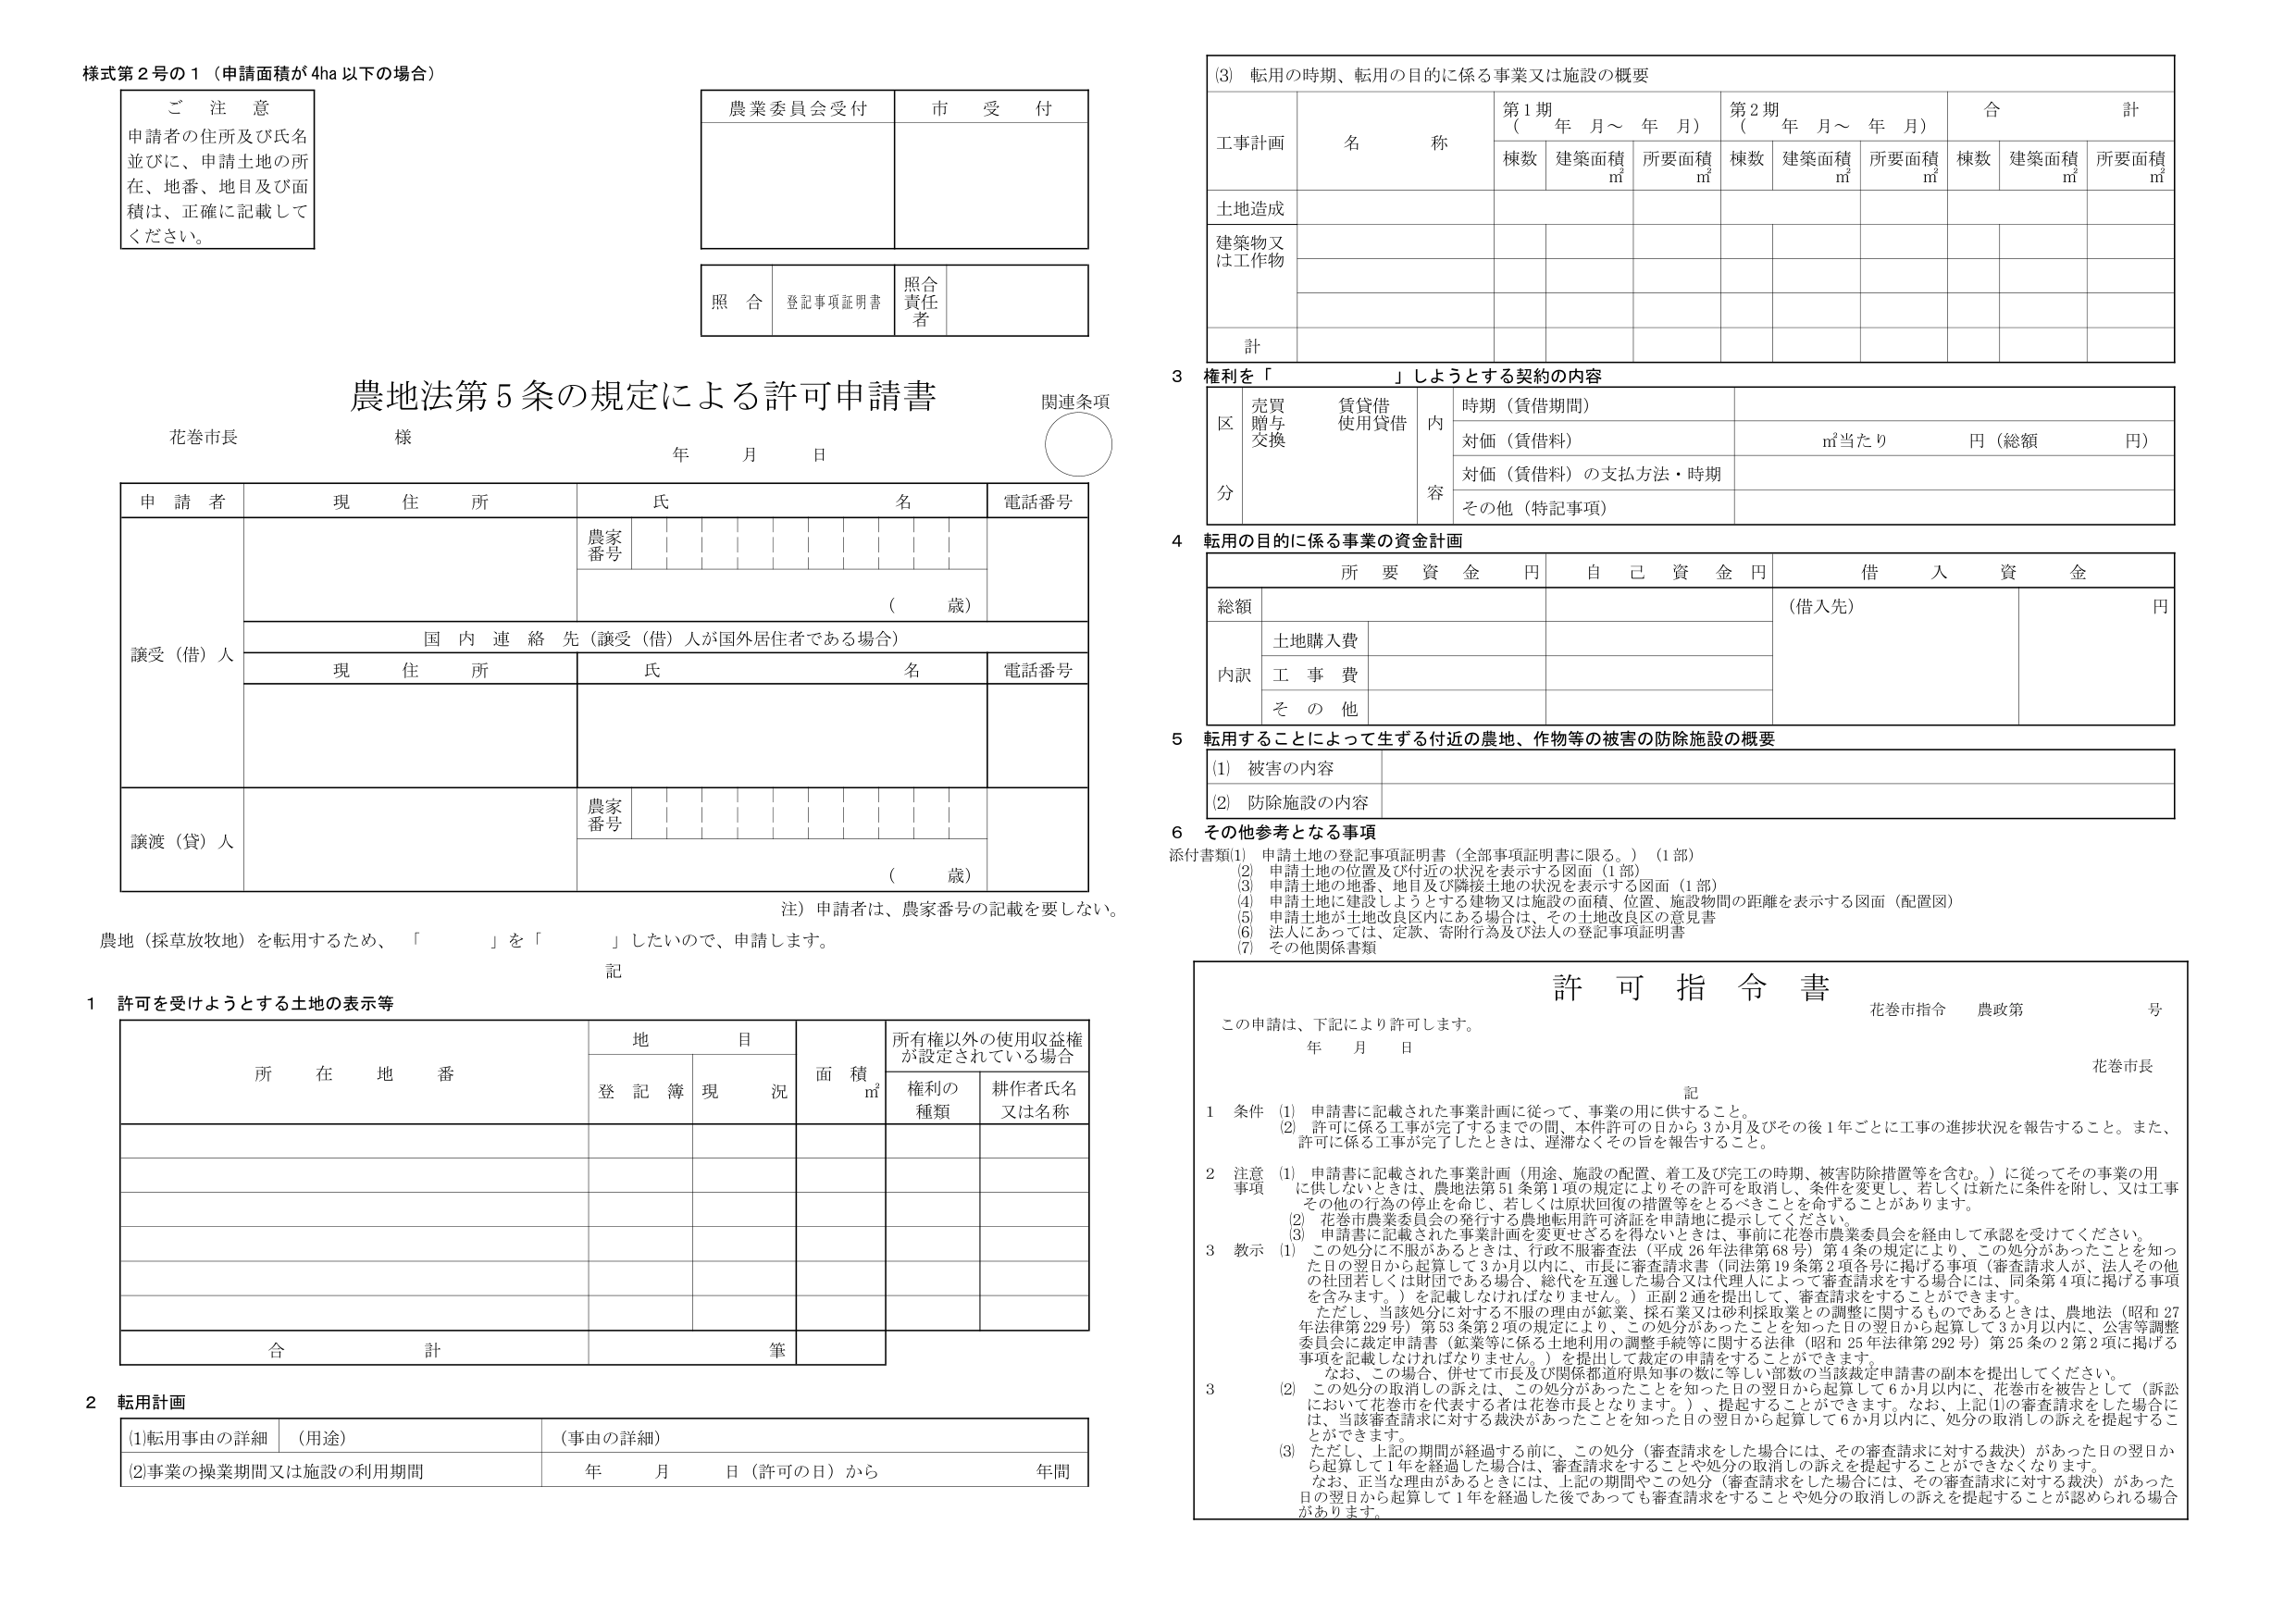 様式第２号の１（申請面積が4ha以下の場合）
ご　注　意
申請者の住所及び氏名
並びに、申請土地の所
在、地番、地目及び面
積は、正確に記載して
ください。
農業委員会受付　市　受　付
照　合　登記事項証明書　照合
責任
者
農地法第５条の規定による許可申請書
関連条項
花巻市長　　　　　　　様
年　　月　　日
申　請　者　現　住　所　氏　名　電話番号
農家
番号
（　　歳）
譲受（借）人
国　内　連　絡　先（譲受（借）人が国外居住者である場合）
現　住　所　氏　名　電話番号
農家
番号
譲渡（貸）人
（　　歳）
注）申請者は、農家番号の記載を要しない。
農地（採草放牧地）を転用するため、「　　　　」を「　　　　」したいので、申請します。
記
１　許可を受けようとする土地の表示等
所　在　地　番　地　目　面　積　㎡　所有権以外の使用収益権
が設定されている場合
登　記　簿　現　況　権利の
種類　耕作者氏名
又は名称
合　計　筆
２　転用計画
⑴転用事由の詳細　（用途）　（事由の詳細）
⑵事業の操業期間又は施設の利用期間　年　月　日（許可の日）から　年間
⑶　転用の時期、転用の目的に係る事業又は施設の概要
工事計画　名　称　第１期
（　年　月～　年　月）　第２期
（　年　月～　年　月）　合　計
棟数　建築面積
㎡　所要面積
㎡　棟数　建築面積
㎡　所要面積
㎡　棟数　建築面積
㎡　所要面積
㎡
土地造成
建築物又
は工作物
計
３　権利を「　　　　　　　」しようとする契約の内容
区　分
売買　賃貸借
贈与　使用貸借
交換
内　容
時期（賃借期間）
対価（賃借料）　㎡当たり　円（総額　円）
対価（賃借料）の支払方法・時期
その他（特記事項）
４　転用の目的に係る事業の資金計画
所　要　資　金　円　自　己　資　金　円　借　入　資　金
総額　（借入先）　円
内訳　土地購入費
工　事　費
そ　の　他
５　転用することによって生ずる付近の農地、作物等の被害の防除施設の概要
⑴　被害の内容
⑵　防除施設の内容
６　その他参考となる事項
添付書類⑴　申請土地の登記事項証明書（全部事項証明書に限る。）（１部）
⑵　申請土地の位置及び付近の状況を表示する図面（１部）
⑶　申請土地の地番、地目及び隣接土地の状況を表示する図面（１部）
⑷　申請土地に建設しようとする建物又は施設の面積、位置、施設物間の距離を表示する図面（配置図）
⑸　申請土地が土地改良区内にある場合は、その土地改良区の意見書
⑹　法人にあっては、定款、寄附行為及び法人の登記事項証明書
⑺　その他関係書類
許　可　指　令　書
花巻市指令　農政第　　　　号
この申請は、下記により許可します。
年　月　日
花巻市長
記
１　条件　⑴　申請書に記載された事業計画に従って、事業の用に供すること。
⑵　許可に係る工事が完了するまでの間、本件許可の日から３か月及びその後１年ごとに工事の進捗状況を報告すること。また、
許可に係る工事が完了したときは、遅滞なくその旨を報告すること。
２　注意　⑴　申請書に記載された事業計画（用途、施設の配置、着工及び完工の時期、被害防除措置等を含む。）に従ってその事業の用
事項　に供しないときは、農地法第51条第１項の規定によりその許可を取消し、条件を変更し、若しくは新たに条件を附し、又は工事
その他の行為の停止を命じ、若しくは原状回復の措置等をとるべきことを命ずることがあります。
⑵　花巻市農業委員会の発行する農地転用許可済証を申請地に提示してください。
⑶　申請書に記載された事業計画を変更せざるを得ないときは、事前に花巻市農業委員会を経由して承認を受けてください。
３　教示　⑴　この処分に不服があるときは、行政不服審査法（平成26年法律第68号）第４条の規定により、この処分があったことを知っ
た日の翌日から起算して３か月以内に、市長に審査請求書（同法第19条第２項各号に掲げる事項（審査請求人が、法人その他
の社団若しくは財団である場合、総代を互選した場合又は代理人によって審査請求をする場合には、同条第４項に掲げる事項
を含みます。）を記載しなければなりません。）正副２通を提出して、審査請求をすることができます。
ただし、当該処分に対する不服の理由が鉱業、採石業又は砂利採取業との調整に関するものであるときは、農地法（昭和27
年法律第229号）第53条第２項の規定により、この処分があったことを知った日の翌日から起算して３か月以内に、公害等調整
委員会に裁定申請書（鉱業等に係る土地利用の調整手続等に関する法律（昭和25年法律第292号）第25条の２第２項に掲げる
事項を記載しなければなりません。）を提出して裁定の申請をすることができます。
なお、この場合、併せて市長及び関係都道府県知事の数に等しい部数の当該裁定申請書の副本を提出してください。
３　⑵　この処分の取消しの訴えは、この処分があったことを知った日の翌日から起算して６か月以内に、花巻市を被告として（訴訟
において花巻市を代表する者は花巻市長となります。）、提起することができます。なお、上記⑴の審査請求をした場合に
は、当該審査請求に対する裁決があったことを知った日の翌日から起算して６か月以内に、処分の取消しの訴えを提起するこ
とができます。
⑶　ただし、上記の期間が経過する前に、この処分（審査請求をした場合には、その審査請求に対する裁決）があった日の翌日か
ら起算して１年を経過した場合は、審査請求をすることや処分の取消しの訴えを提起することができなくなります。
なお、正当な理由があるときには、上記の期間やこの処分（審査請求をした場合には、その審査請求に対する裁決）があった
日の翌日から起算して１年を経過した後であっても審査請求をすることや処分の取消しの訴えを提起することが認められる場合
があります。